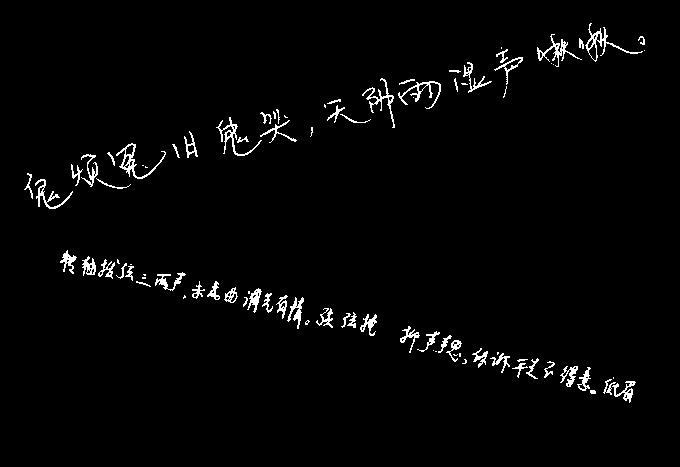 鬼烦冤旧鬼哭，天阴雨湿声啾啾。
转轴拨弦三两声，未成曲调先有情。弦弦掩抑声声思，似诉平生不得意。低眉